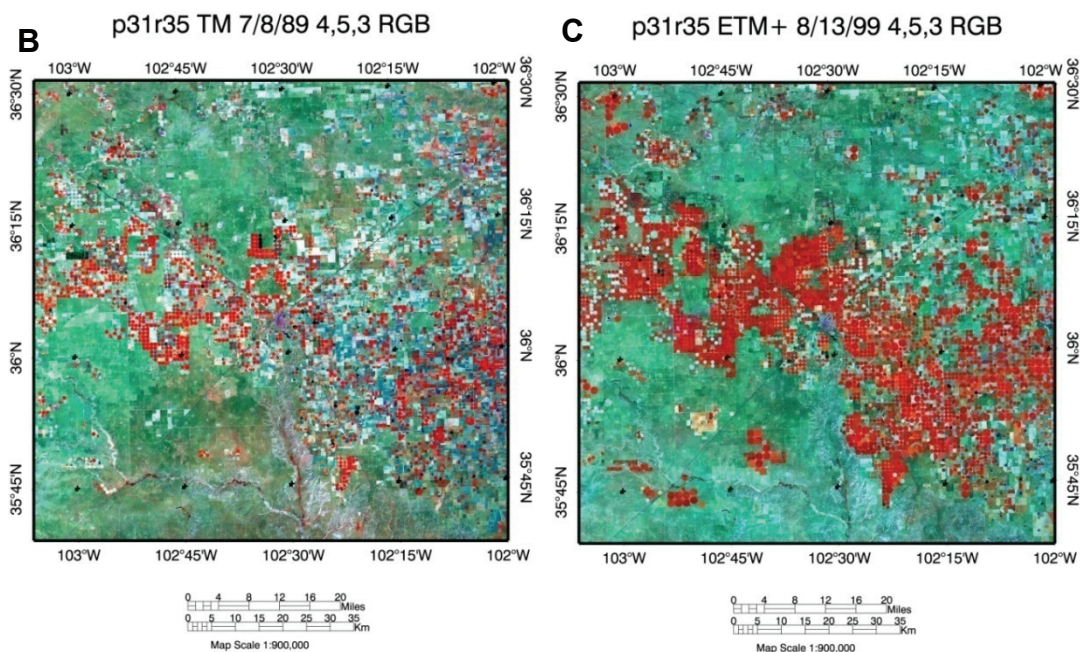 B
p31r35 TM 7/8/89 4,5,3 RGB
103°W 102°45'W 102°30'W 102°15'W 102°W
36°30'N 36°30'N
36°15'N 36°15'N
36°N 36°N
35°45'N 35°45'N
103°W 102°45'W 102°30'W 102°15'W 102°W
0 4 8 12 16 20
Miles
0 5 10 15 20 25 30 35
Km
Map Scale 1:900,000
C
p31r35 ETM+ 8/13/99 4,5,3 RGB
103°W 102°45'W 102°30'W 102°15'W 102°W
36°30'N 36°30'N
36°15'N 36°15'N
36°N 36°N
35°45'N 35°45'N
103°W 102°45'W 102°30'W 102°15'W 102°W
0 4 8 12 16 20
Miles
0 5 10 15 20 25 30 35
Km
Map Scale 1:900,000